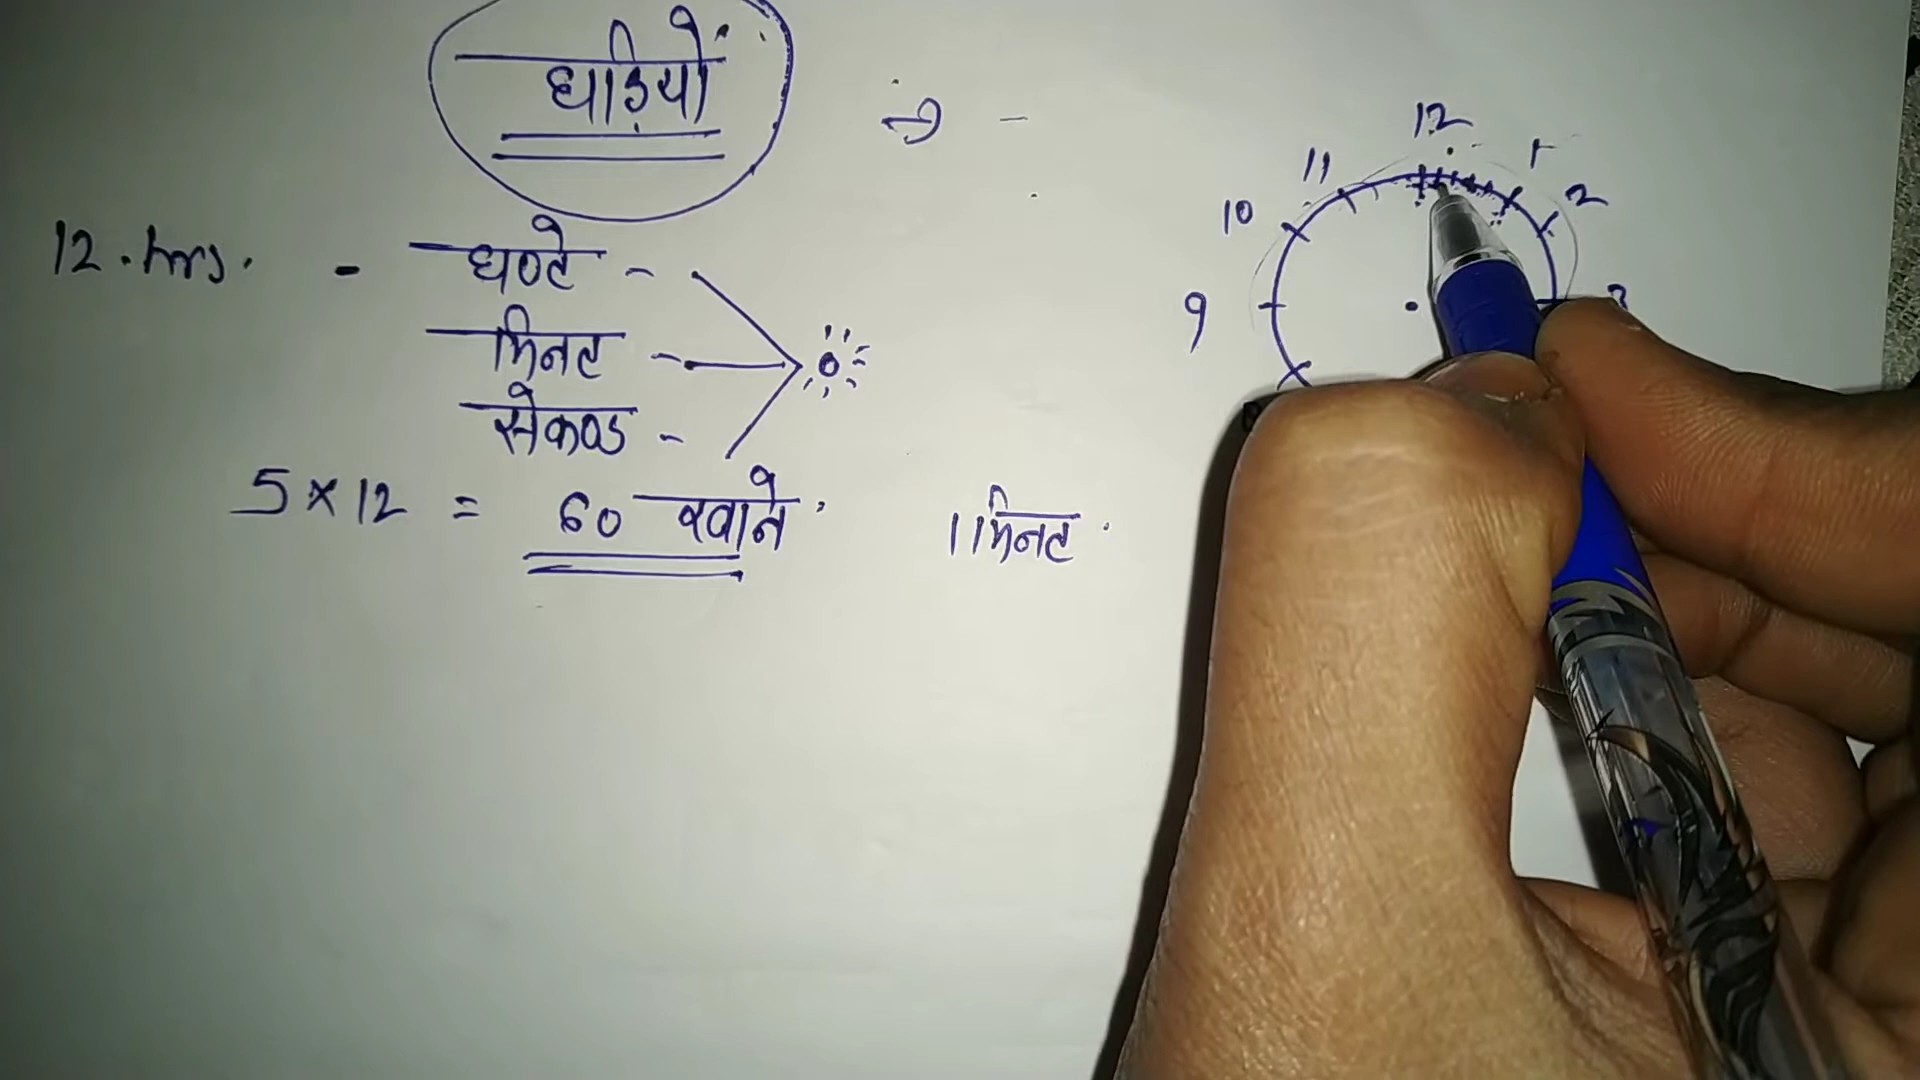 घड़ियों
12 . hrs. - घण्टे -
मिनट -
सेकण्ड -
5 × 12 = 60 खाने
1 मिनट
12
11
1
10
2
9
3